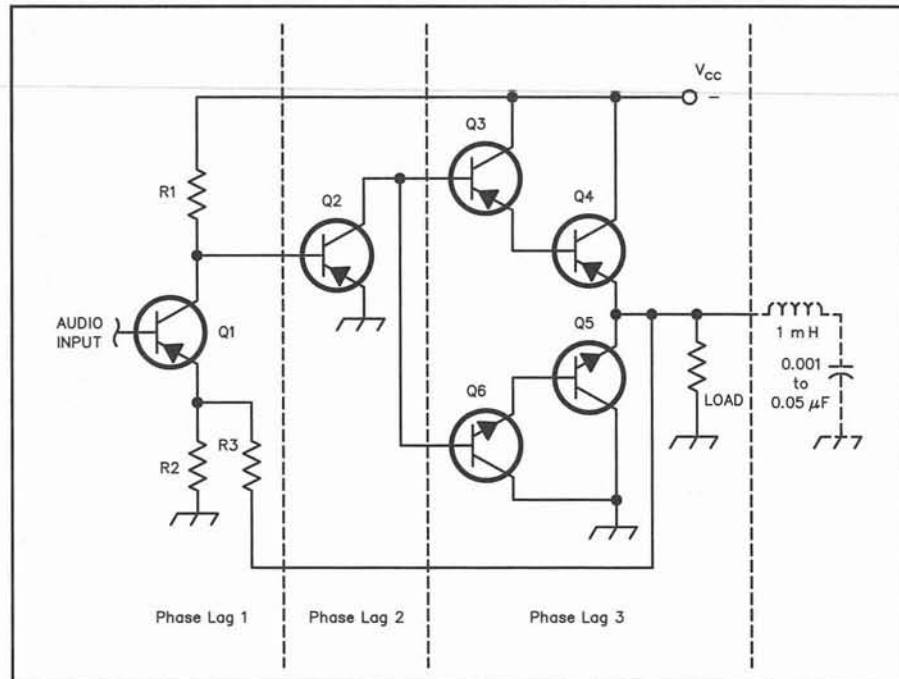 V_CC
−
Q3
R1
Q2
Q4
AUDIO
INPUT
Q1
Q5
1 mH
0.001
to
0.05 μF
LOAD
Q6
R2
R3
Phase Lag 1
Phase Lag 2
Phase Lag 3